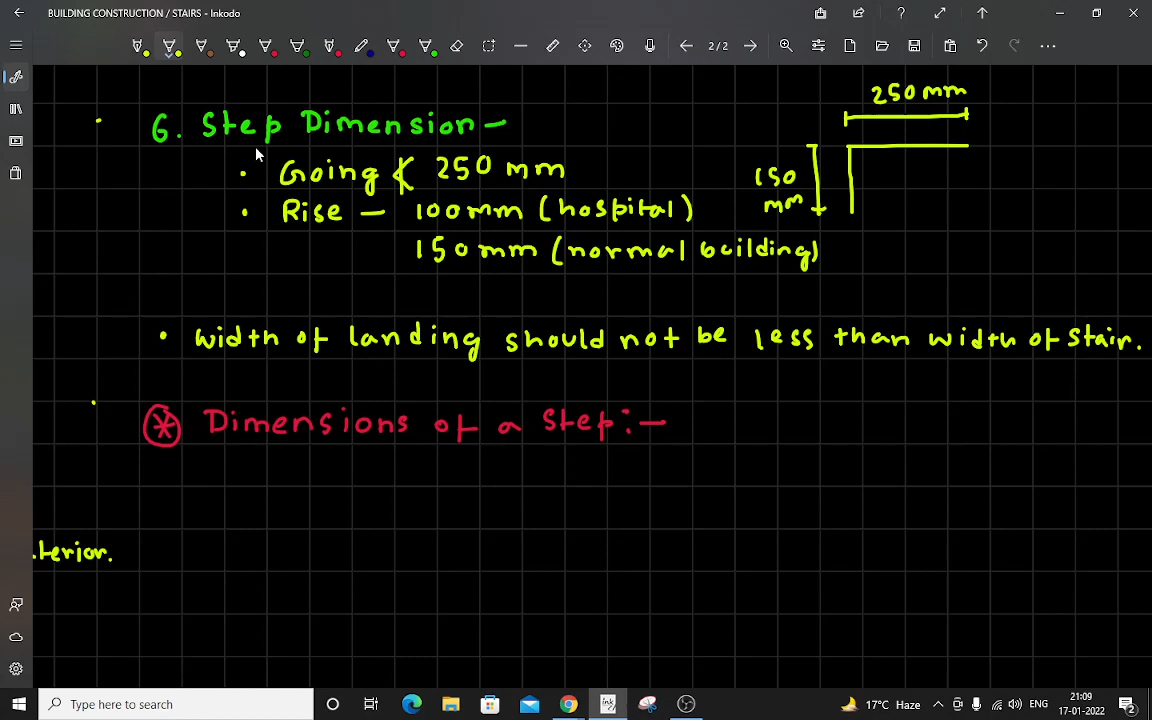 BUILDING CONSTRUCTION / STAIRS - Inkodo
2/2
250mm
6. Step Dimension -
• Going ≮ 250 mm
150 mm
• Rise - 100mm (hospital)
150mm (normal building)
• width of landing should not be less than width of stair.
* Dimensions of a step:-
terior.
Type here to search
17°C Haze
ENG
21:09
17-01-2022
2